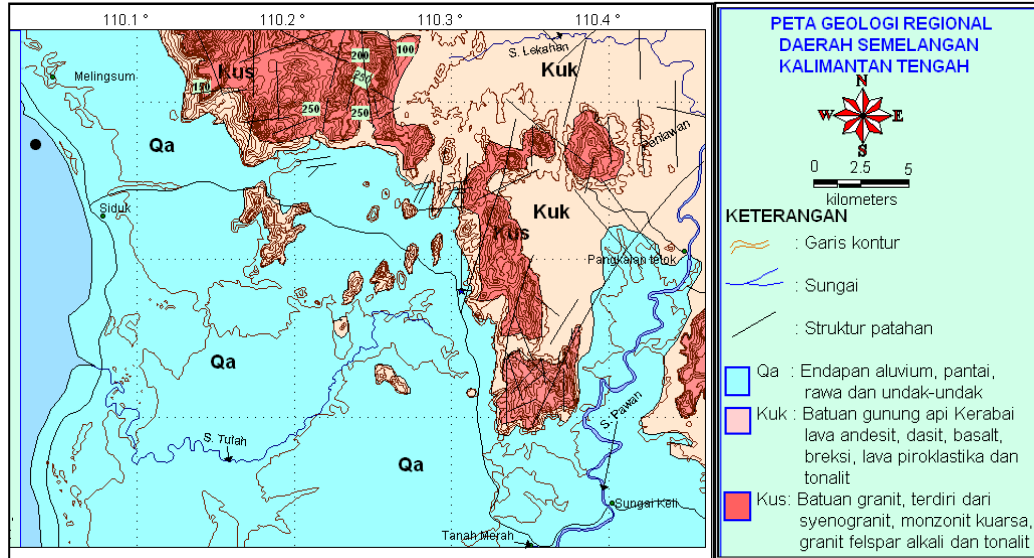 110.1 °
110.2 °
110.3 °
110.4 °
S. Lekahan
100
200
250
Kuk
Kus
Melingsum
150
250
250
Penlawan
Qa
Siduk
Kuk
Kus
Pangkalan telok
Qa
S. Pawan
S. Tulah
Qa
Sungai Keli
Tanah Merah
PETA GEOLOGI REGIONAL
DAERAH SEMELANGAN
KALIMANTAN TENGAH
N
W E
S
0 2.5 5
kilometers
KETERANGAN
: Garis kontur
: Sungai
: Struktur patahan
Qa : Endapan aluvium, pantai,
rawa dan undak-undak
Kuk : Batuan gunung api Kerabai
lava andesit, dasit, basalt,
breksi, lava piroklastika dan
tonalit
Kus: Batuan granit, terdiri dari
syenogranit, monzonit kuarsa,
granit felspar alkali dan tonalit